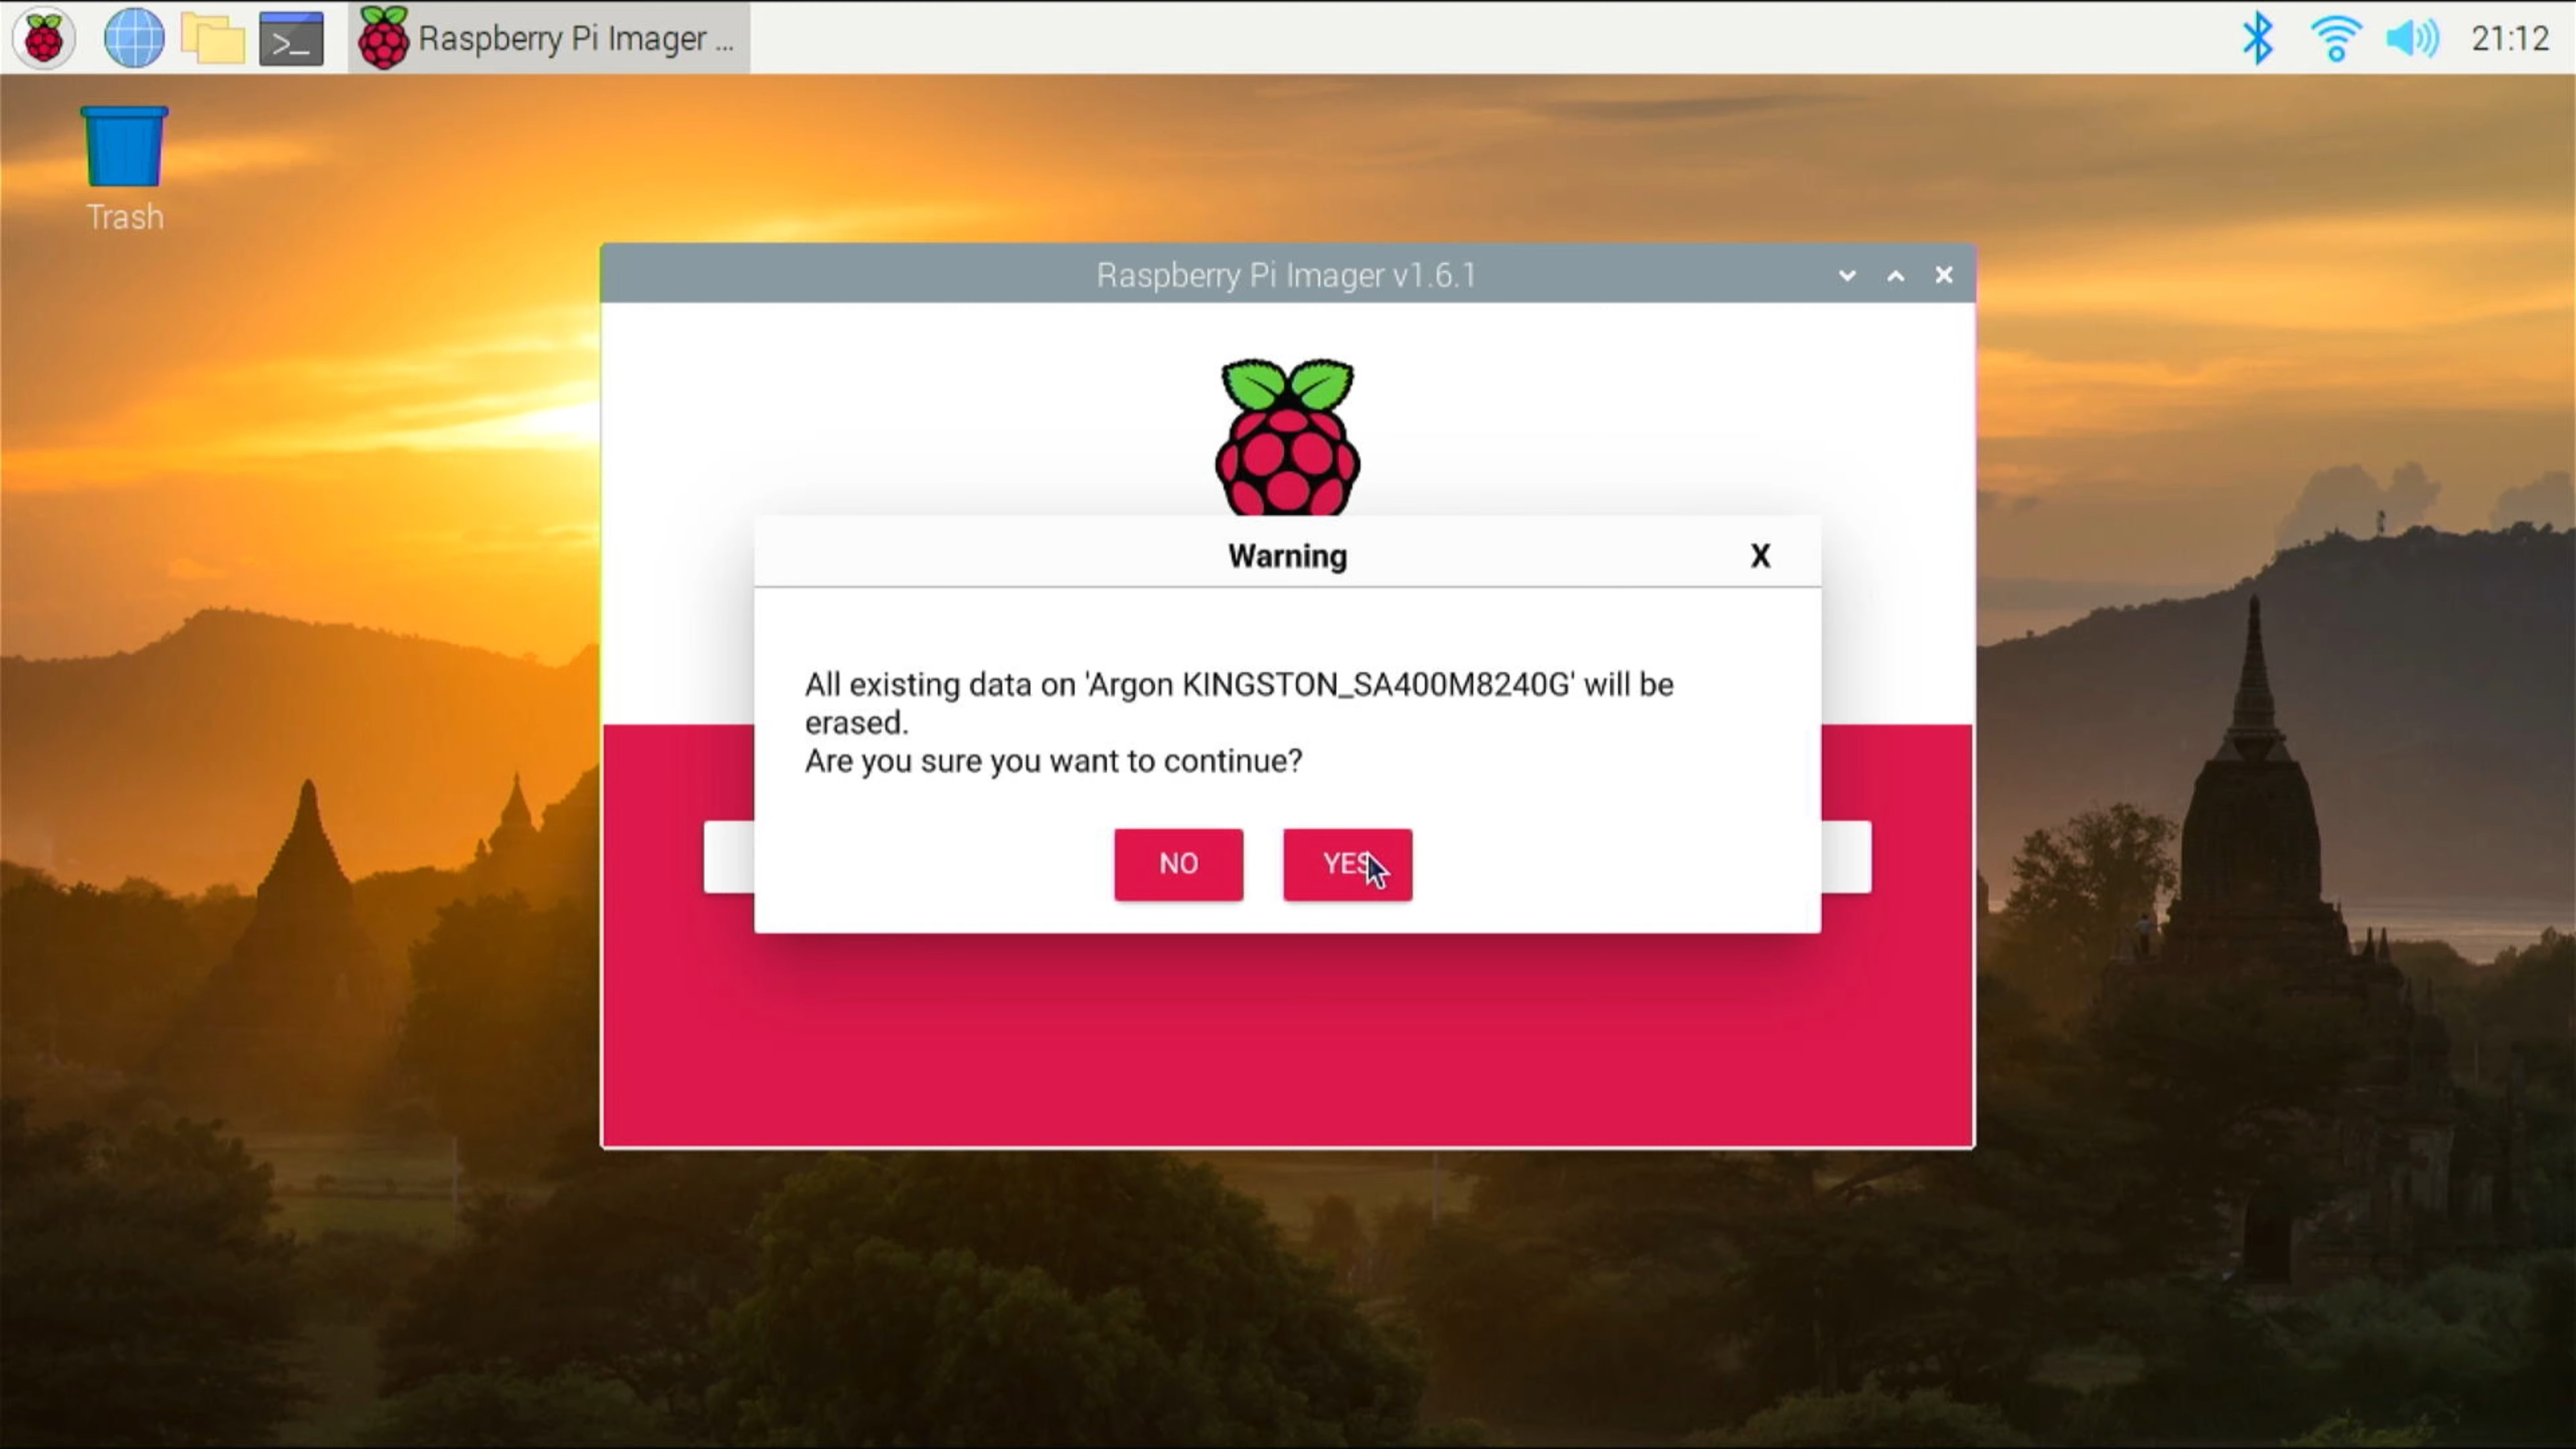 Raspberry Pi Imager ...
21:12
Trash
Raspberry Pi Imager v1.6.1
Warning
X
All existing data on 'Argon KINGSTON_SA400M8240G' will be
erased.
Are you sure you want to continue?
NO YES